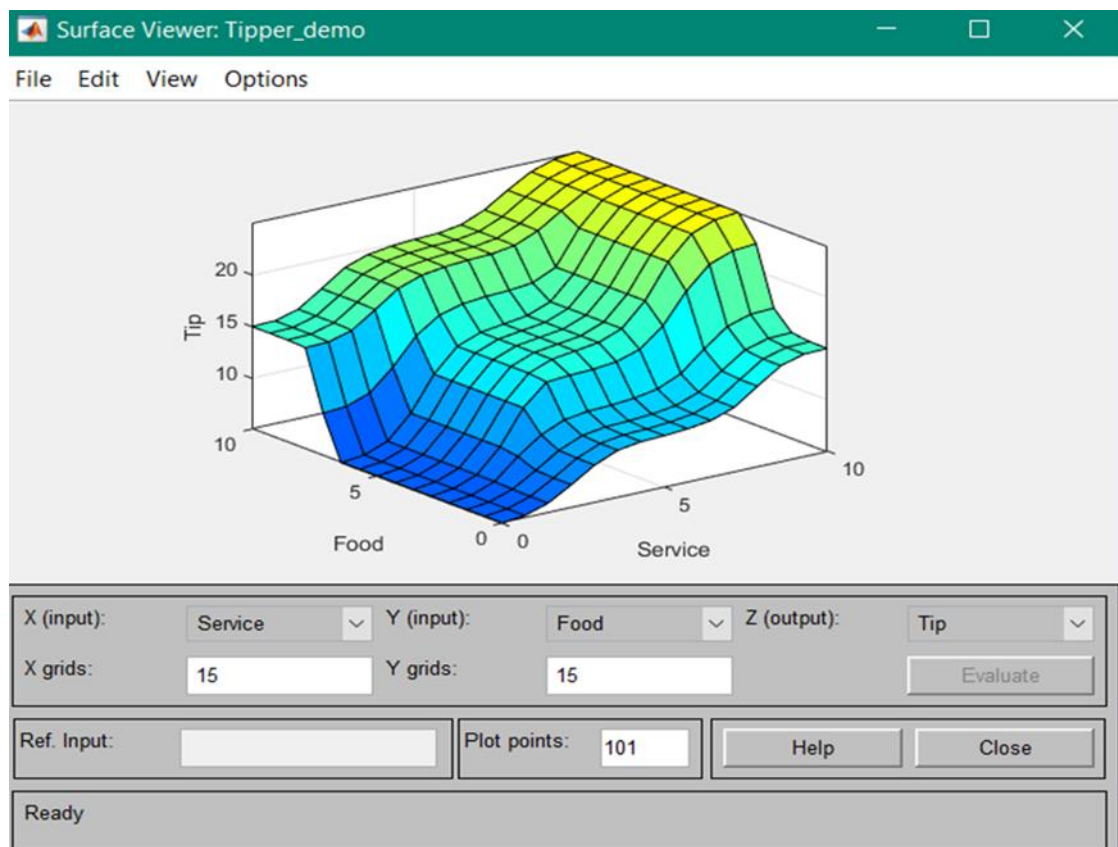 Surface Viewer: Tipper_demo
File Edit View Options
20
15
10
Tip
10
5
0
Food
0
5
10
Service
X (input): Service Y (input): Food Z (output): Tip
X grids: 15 Y grids: 15 Evaluate
Ref. Input: Plot points: 101 Help Close
Ready